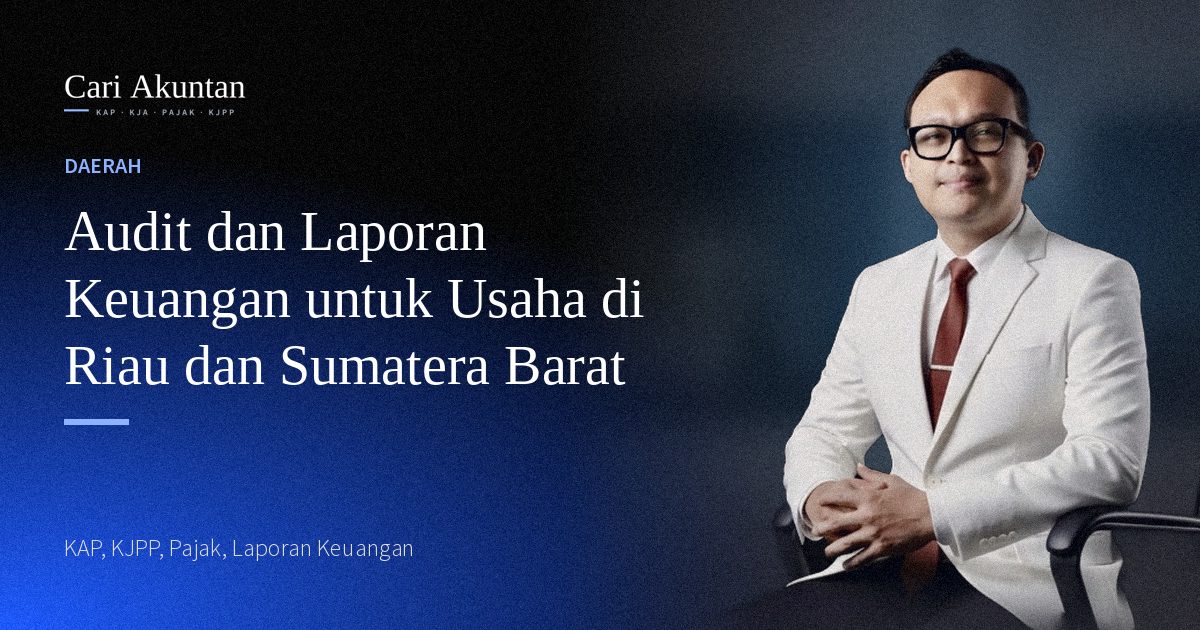 Cari Akuntan
KAP · KJA · PAJAK · KJPP
DAERAH
Audit dan Laporan
Keuangan untuk Usaha di
Riau dan Sumatera Barat
KAP, KJPP, Pajak, Laporan Keuangan